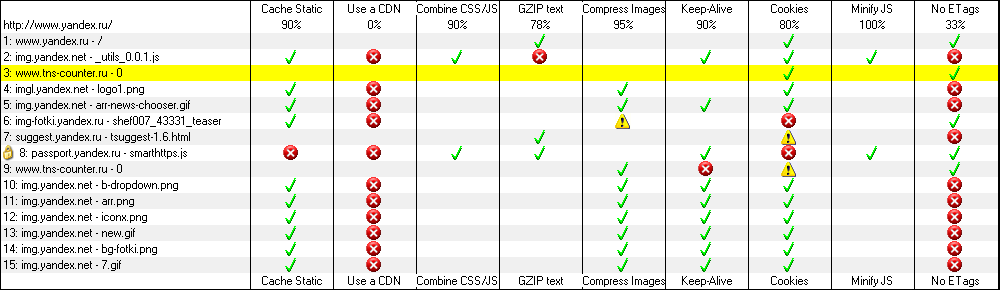 Cache Static Use a CDN Combine CSS/JS GZIP text Compress Images Keep-Alive Cookies Minify JS No ETags
http://www.yandex.ru/ 90% 0% 90% 78% 95% 90% 80% 100% 33%
1: www.yandex.ru - /
2: img.yandex.net - _utils_0.0.1.js
3: www.tns-counter.ru - 0
4: imgl.yandex.net - logo1.png
5: img.yandex.net - arr-news-chooser.gif
6: img-fotki.yandex.ru - shef007_43331_teaser
7: suggest.yandex.ru - tsuggest-1.6.html
8: passport.yandex.ru - smarthttps.js
9: www.tns-counter.ru - 0
10: img.yandex.net - b-dropdown.png
11: img.yandex.net - arr.png
12: img.yandex.net - iconx.png
13: img.yandex.net - new.gif
14: img.yandex.net - bg-fotki.png
15: img.yandex.net - 7.gif
Cache Static Use a CDN Combine CSS/JS GZIP text Compress Images Keep-Alive Cookies Minify JS No ETags